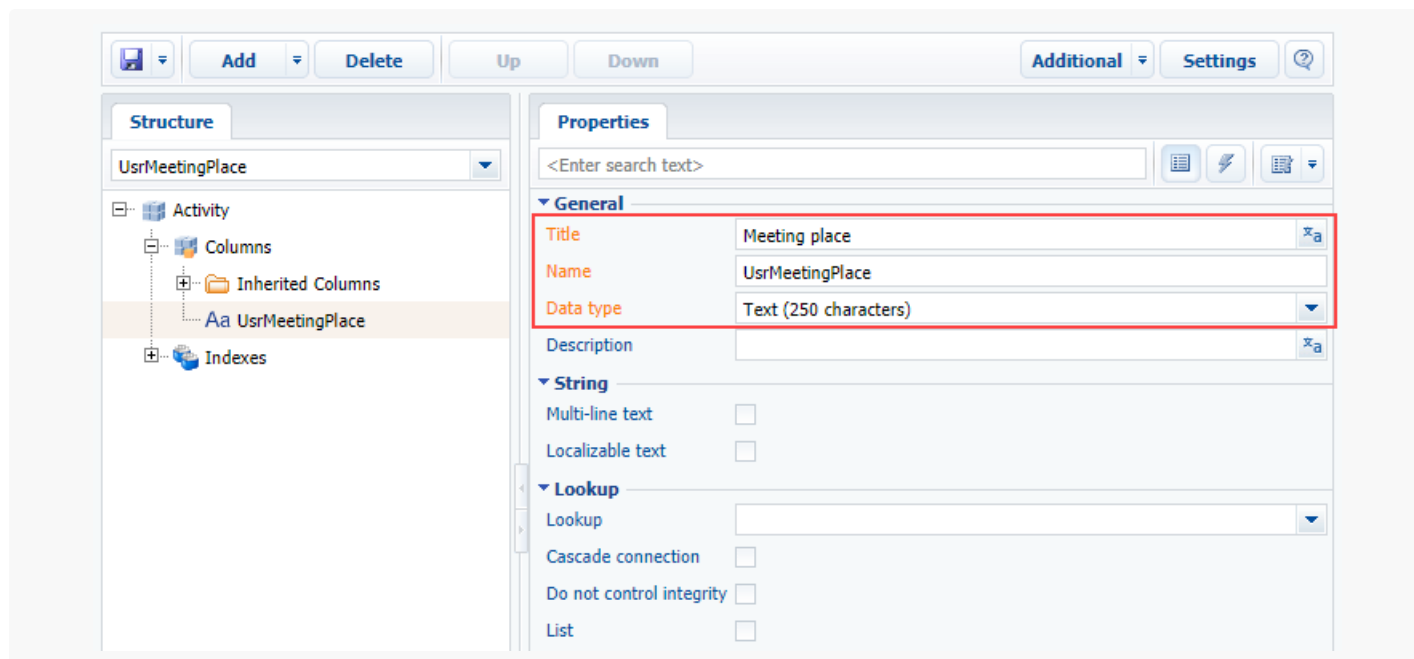 Add Delete Up Down Additional Settings
Structure
UsrMeetingPlace
Activity
Columns
Inherited Columns
Aa UsrMeetingPlace
Indexes
Properties
<Enter search text>
General
Title Meeting place xa
Name UsrMeetingPlace
Data type Text (250 characters)
Description xa
String
Multi-line text
Localizable text
Lookup
Lookup
Cascade connection
Do not control integrity
List